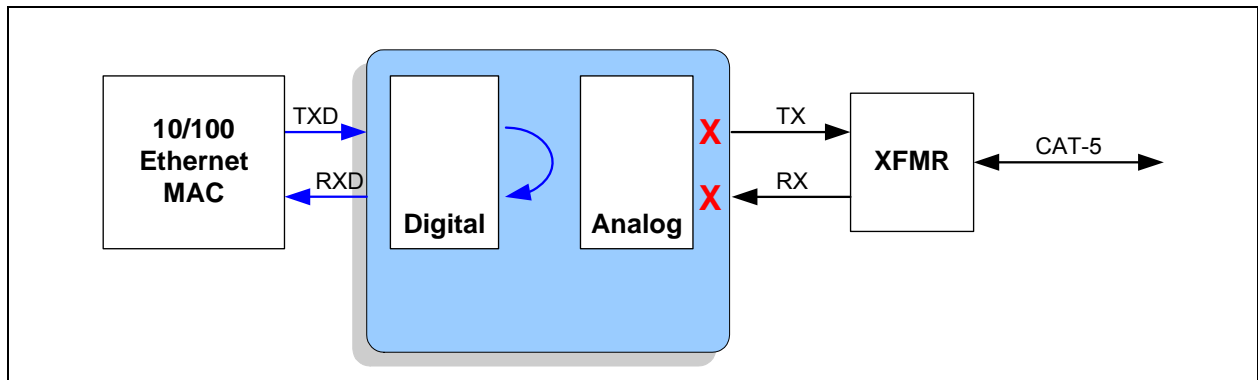 10/100
Ethernet
MAC
TXD
RXD
Digital
Analog
X
X
TX
RX
XFMR
CAT-5